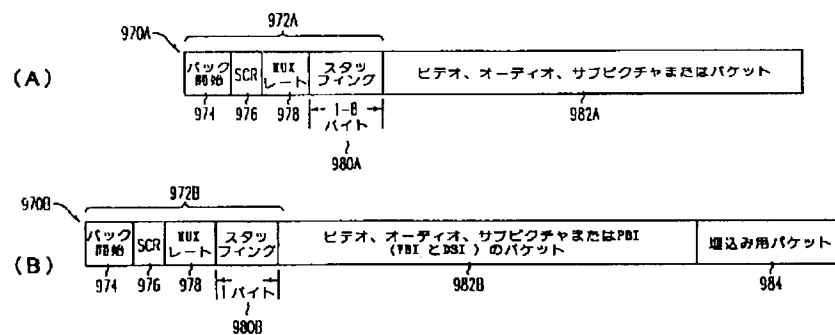 970A
972A
(A)
パック
開始
SCR
MUX
レート
スタッ
フィング
ビデオ、オーディオ、サブピクチャまたはパケット
974
976
978
1-8
バイト
980A
982A
970B
972B
(B)
パック
開始
SCR
MUX
レート
スタッ
フィング
ビデオ、オーディオ、サブピクチャまたはPBI
(VBI とDSI ) のパケット
埋込み用パケット
974
976
978
1 バイト
980B
982B
984